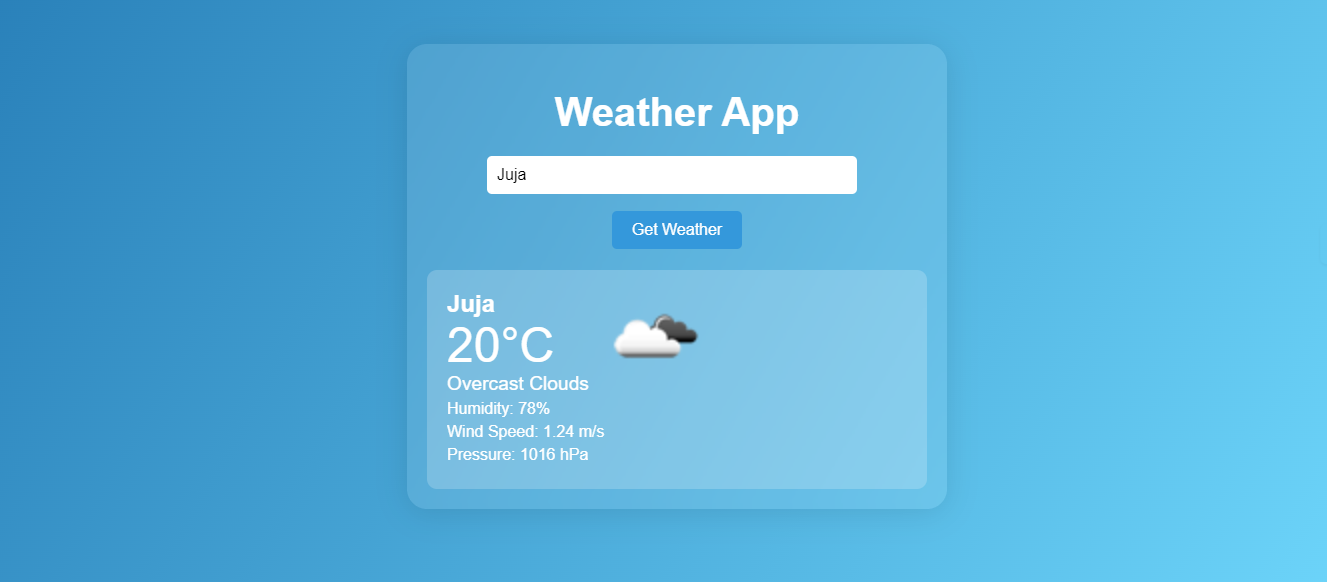 Weather App
Juja
Get Weather
Juja
20°C
Overcast Clouds
Humidity: 78%
Wind Speed: 1.24 m/s
Pressure: 1016 hPa